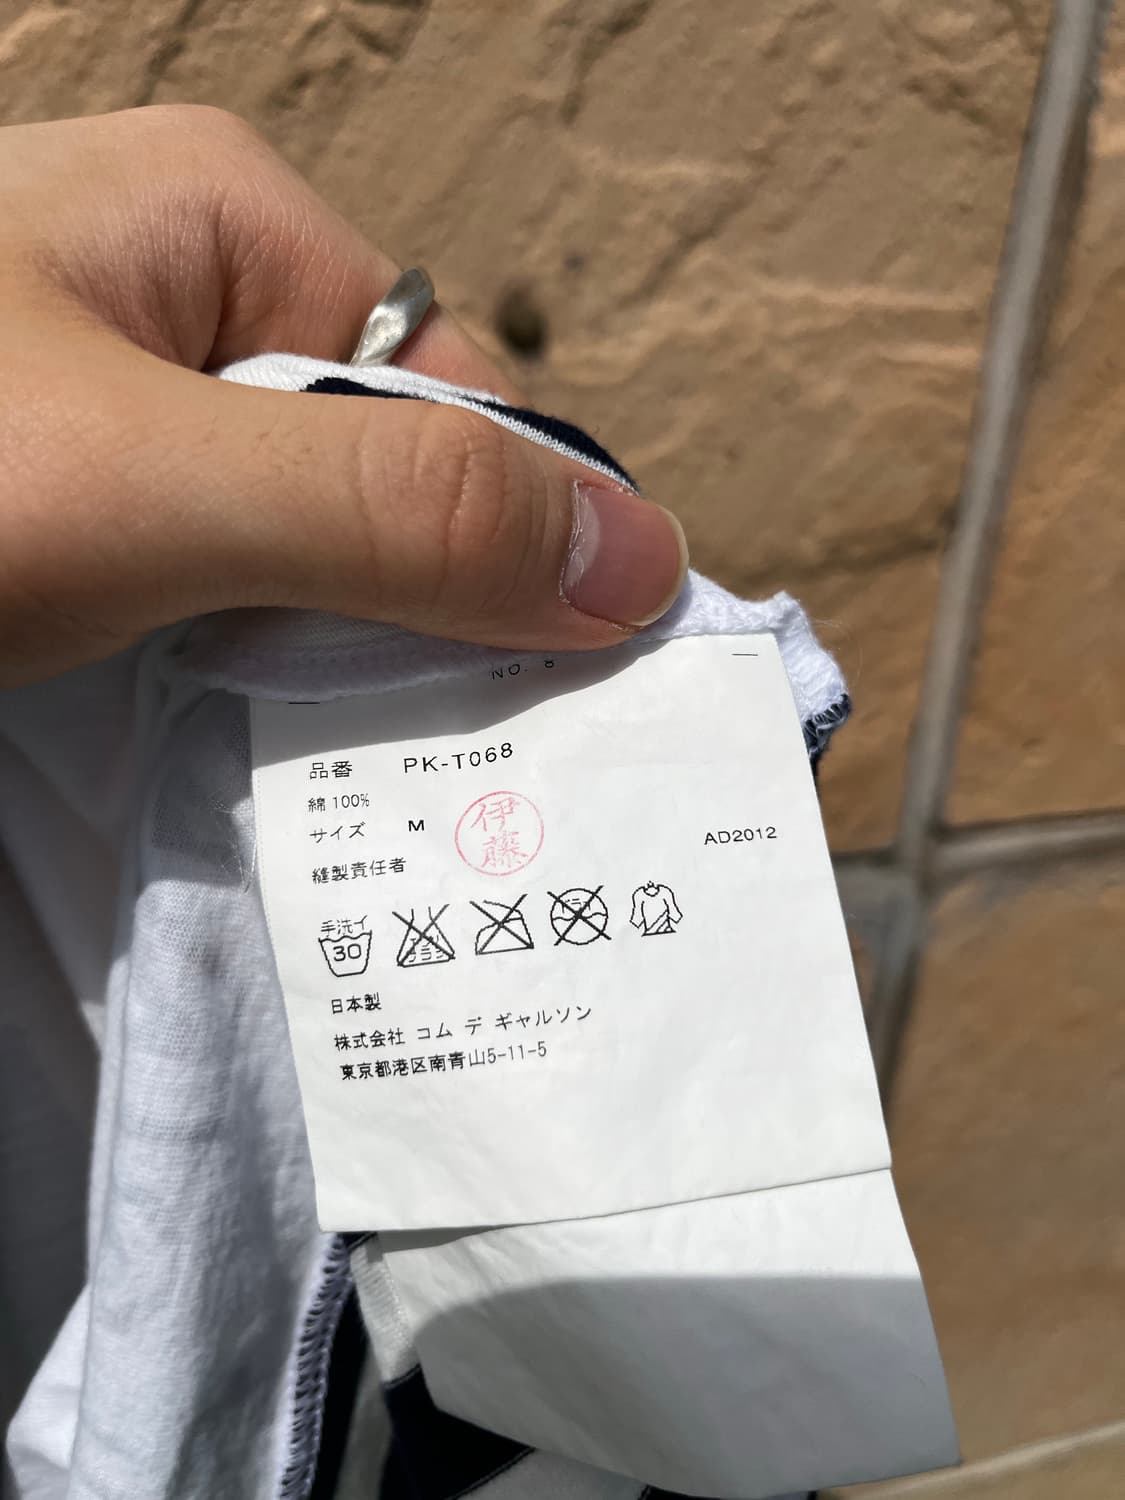 NO. 8
品番 PK-T068
綿 100%
サイズ M
伊藤
AD2012
縫製責任者
手洗イ
30
日本製
株式会社 コム デ ギャルソン
東京都港区南青山5-11-5